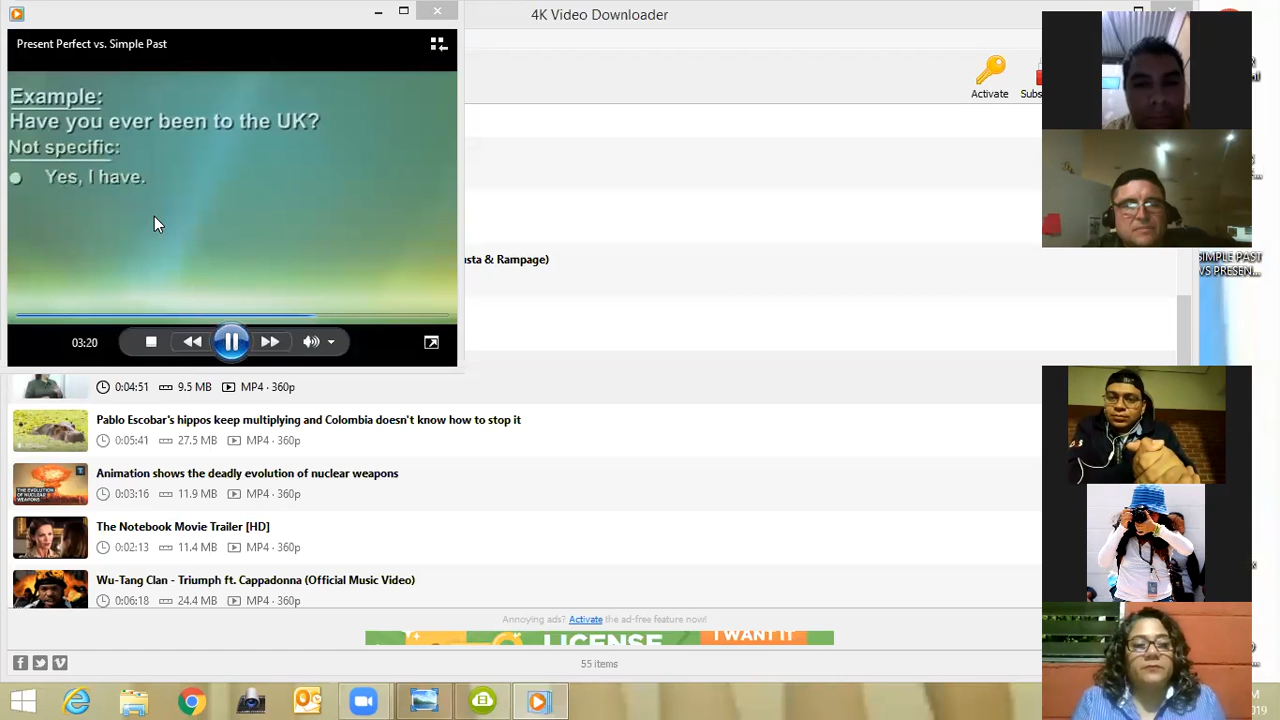 4K Video Downloader
Present Perfect vs. Simple Past
Example:
Have you ever been to the UK?
Not specific:
Yes, I have.
03:20
Activate
usta & Rampage)
SIMPLE PAST
VS PRESEN...
0:04:51 9.5 MB MP4 · 360p
Pablo Escobar's hippos keep multiplying and Colombia doesn't know how to stop it
0:05:41 27.5 MB MP4 · 360p
THE EVOLUTION
OF NUCLEAR
WEAPONS
Animation shows the deadly evolution of nuclear weapons
0:03:16 11.9 MB MP4 · 360p
The Notebook Movie Trailer [HD]
0:02:13 11.4 MB MP4 · 360p
Wu-Tang Clan - Triumph ft. Cappadonna (Official Music Video)
0:06:18 24.4 MB MP4 · 360p
Annoying ads? Activate the ad-free feature now!
LICENSE
I WANT IT
55 items